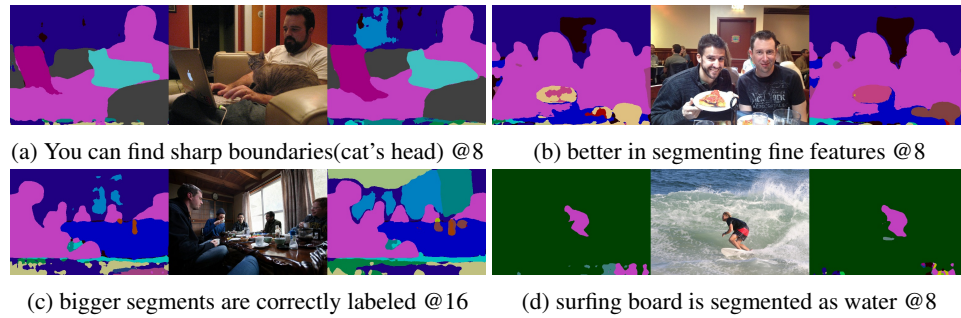 (a) You can find sharp boundaries(cat's head) @8
(b) better in segmenting fine features @8
(c) bigger segments are correctly labeled @16
(d) surfing board is segmented as water @8